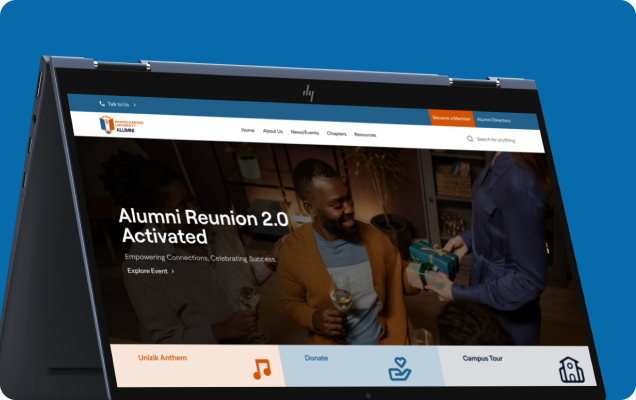 hp
Talk to Us
Become a Member
Alumni Directory
NNAMDI AZIKIWE
UNIVERSITY
ALUMNI
Home
About Us
News/Events
Chapters
Resources
Search for anything
Alumni Reunion 2.0
Activated
Empowering Connections, Celebrating Success.
Explore Event
Unizik Anthem
Donate
Campus Tour